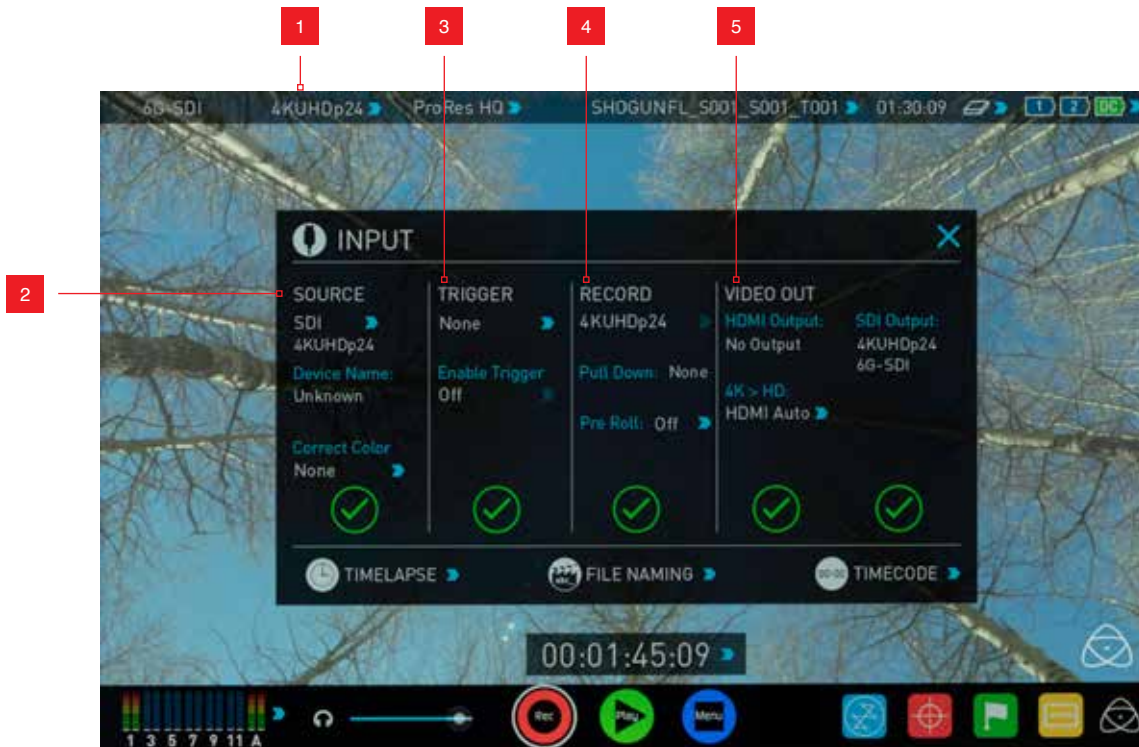 1 3 4 5
6G-SDI 4KUHDp24 ProRes HQ SHOGUNFL_S001_S001_T001 01:30:09 1 2 DC
INPUT
2
SOURCE TRIGGER RECORD VIDEO OUT
SDI None 4KUHDp24 HDMI Output: SDI Output:
4KUHDp24 No Output 4KUHDp24
6G-SDI
Device Name: Enable Trigger Pull Down: None
Unknown Off 4K > HD:
HDMI Auto
Pre Roll: Off
Correct Color
None
TIMELAPSE FILE NAMING 00:00 TIMECODE
00:01:45:09
Rec Play Menu
1 3 5 7 9 11 A